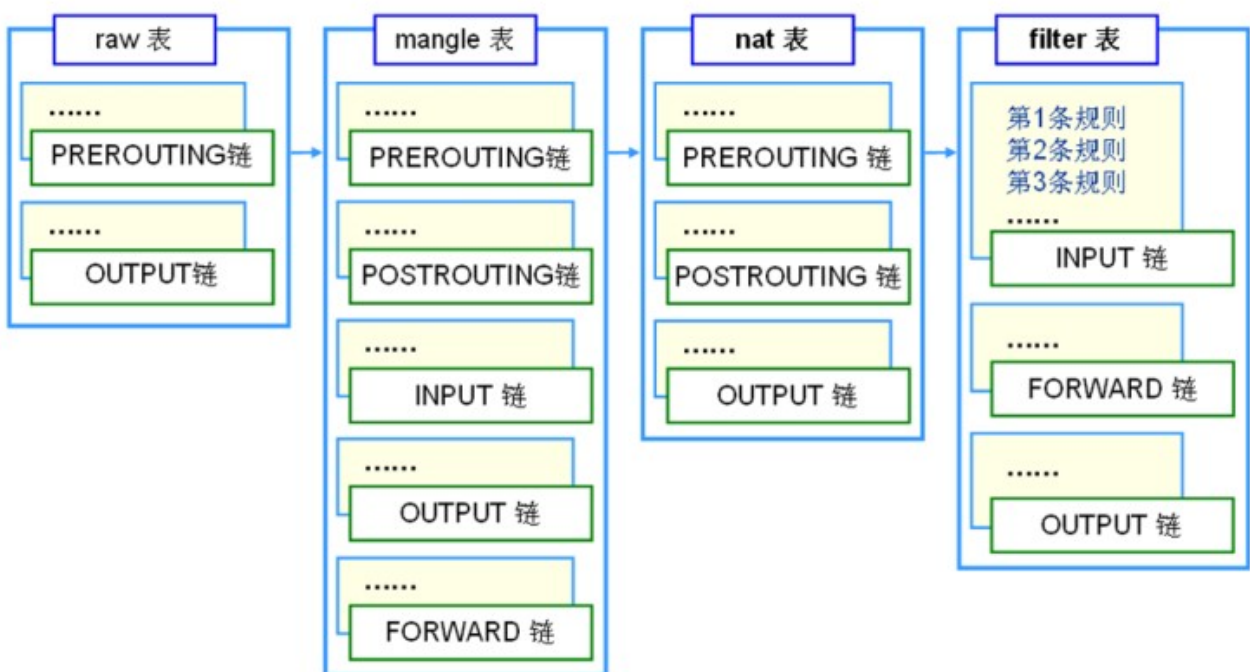 raw 表
……
PREROUTING链
……
OUTPUT链
mangle 表
……
PREROUTING链
……
POSTROUTING链
……
INPUT 链
……
OUTPUT 链
……
FORWARD 链
nat 表
……
PREROUTING 链
……
POSTROUTING 链
……
OUTPUT 链
filter 表
第1条规则
第2条规则
第3条规则
……
INPUT 链
……
FORWARD 链
……
OUTPUT 链